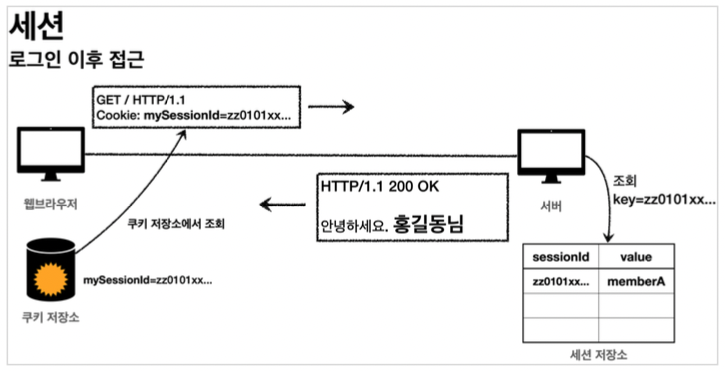 세션
로그인 이후 접근
GET / HTTP/1.1
Cookie: mySessionId=zz0101xx...
웹브라우저
쿠키 저장소에서 조회
HTTP/1.1 200 OK
안녕하세요. 홍길동님
서버
조회
key=zz0101xx...
mySessionId=zz0101xx...
쿠키 저장소
sessionId value
zz0101xx... memberA
세션 저장소